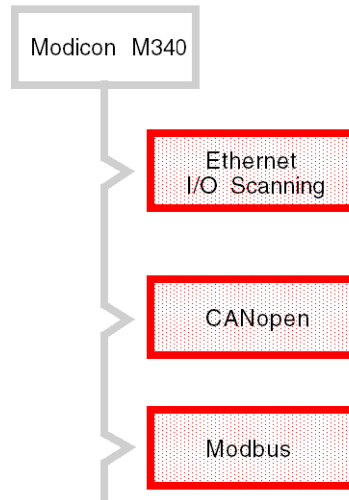 Modicon M340
Ethernet
I/O Scanning
CANopen
Modbus